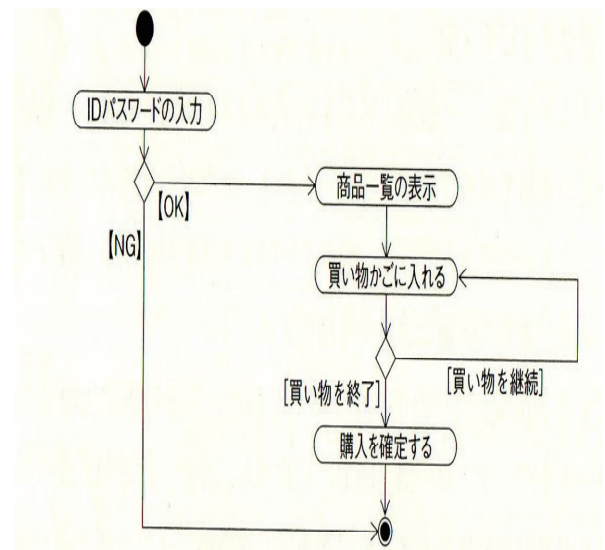 IDパスワードの入力
【OK】
商品一覧の表示
【NG】
買い物かごに入れる
[買い物を継続]
[買い物を終了]
購入を確定する